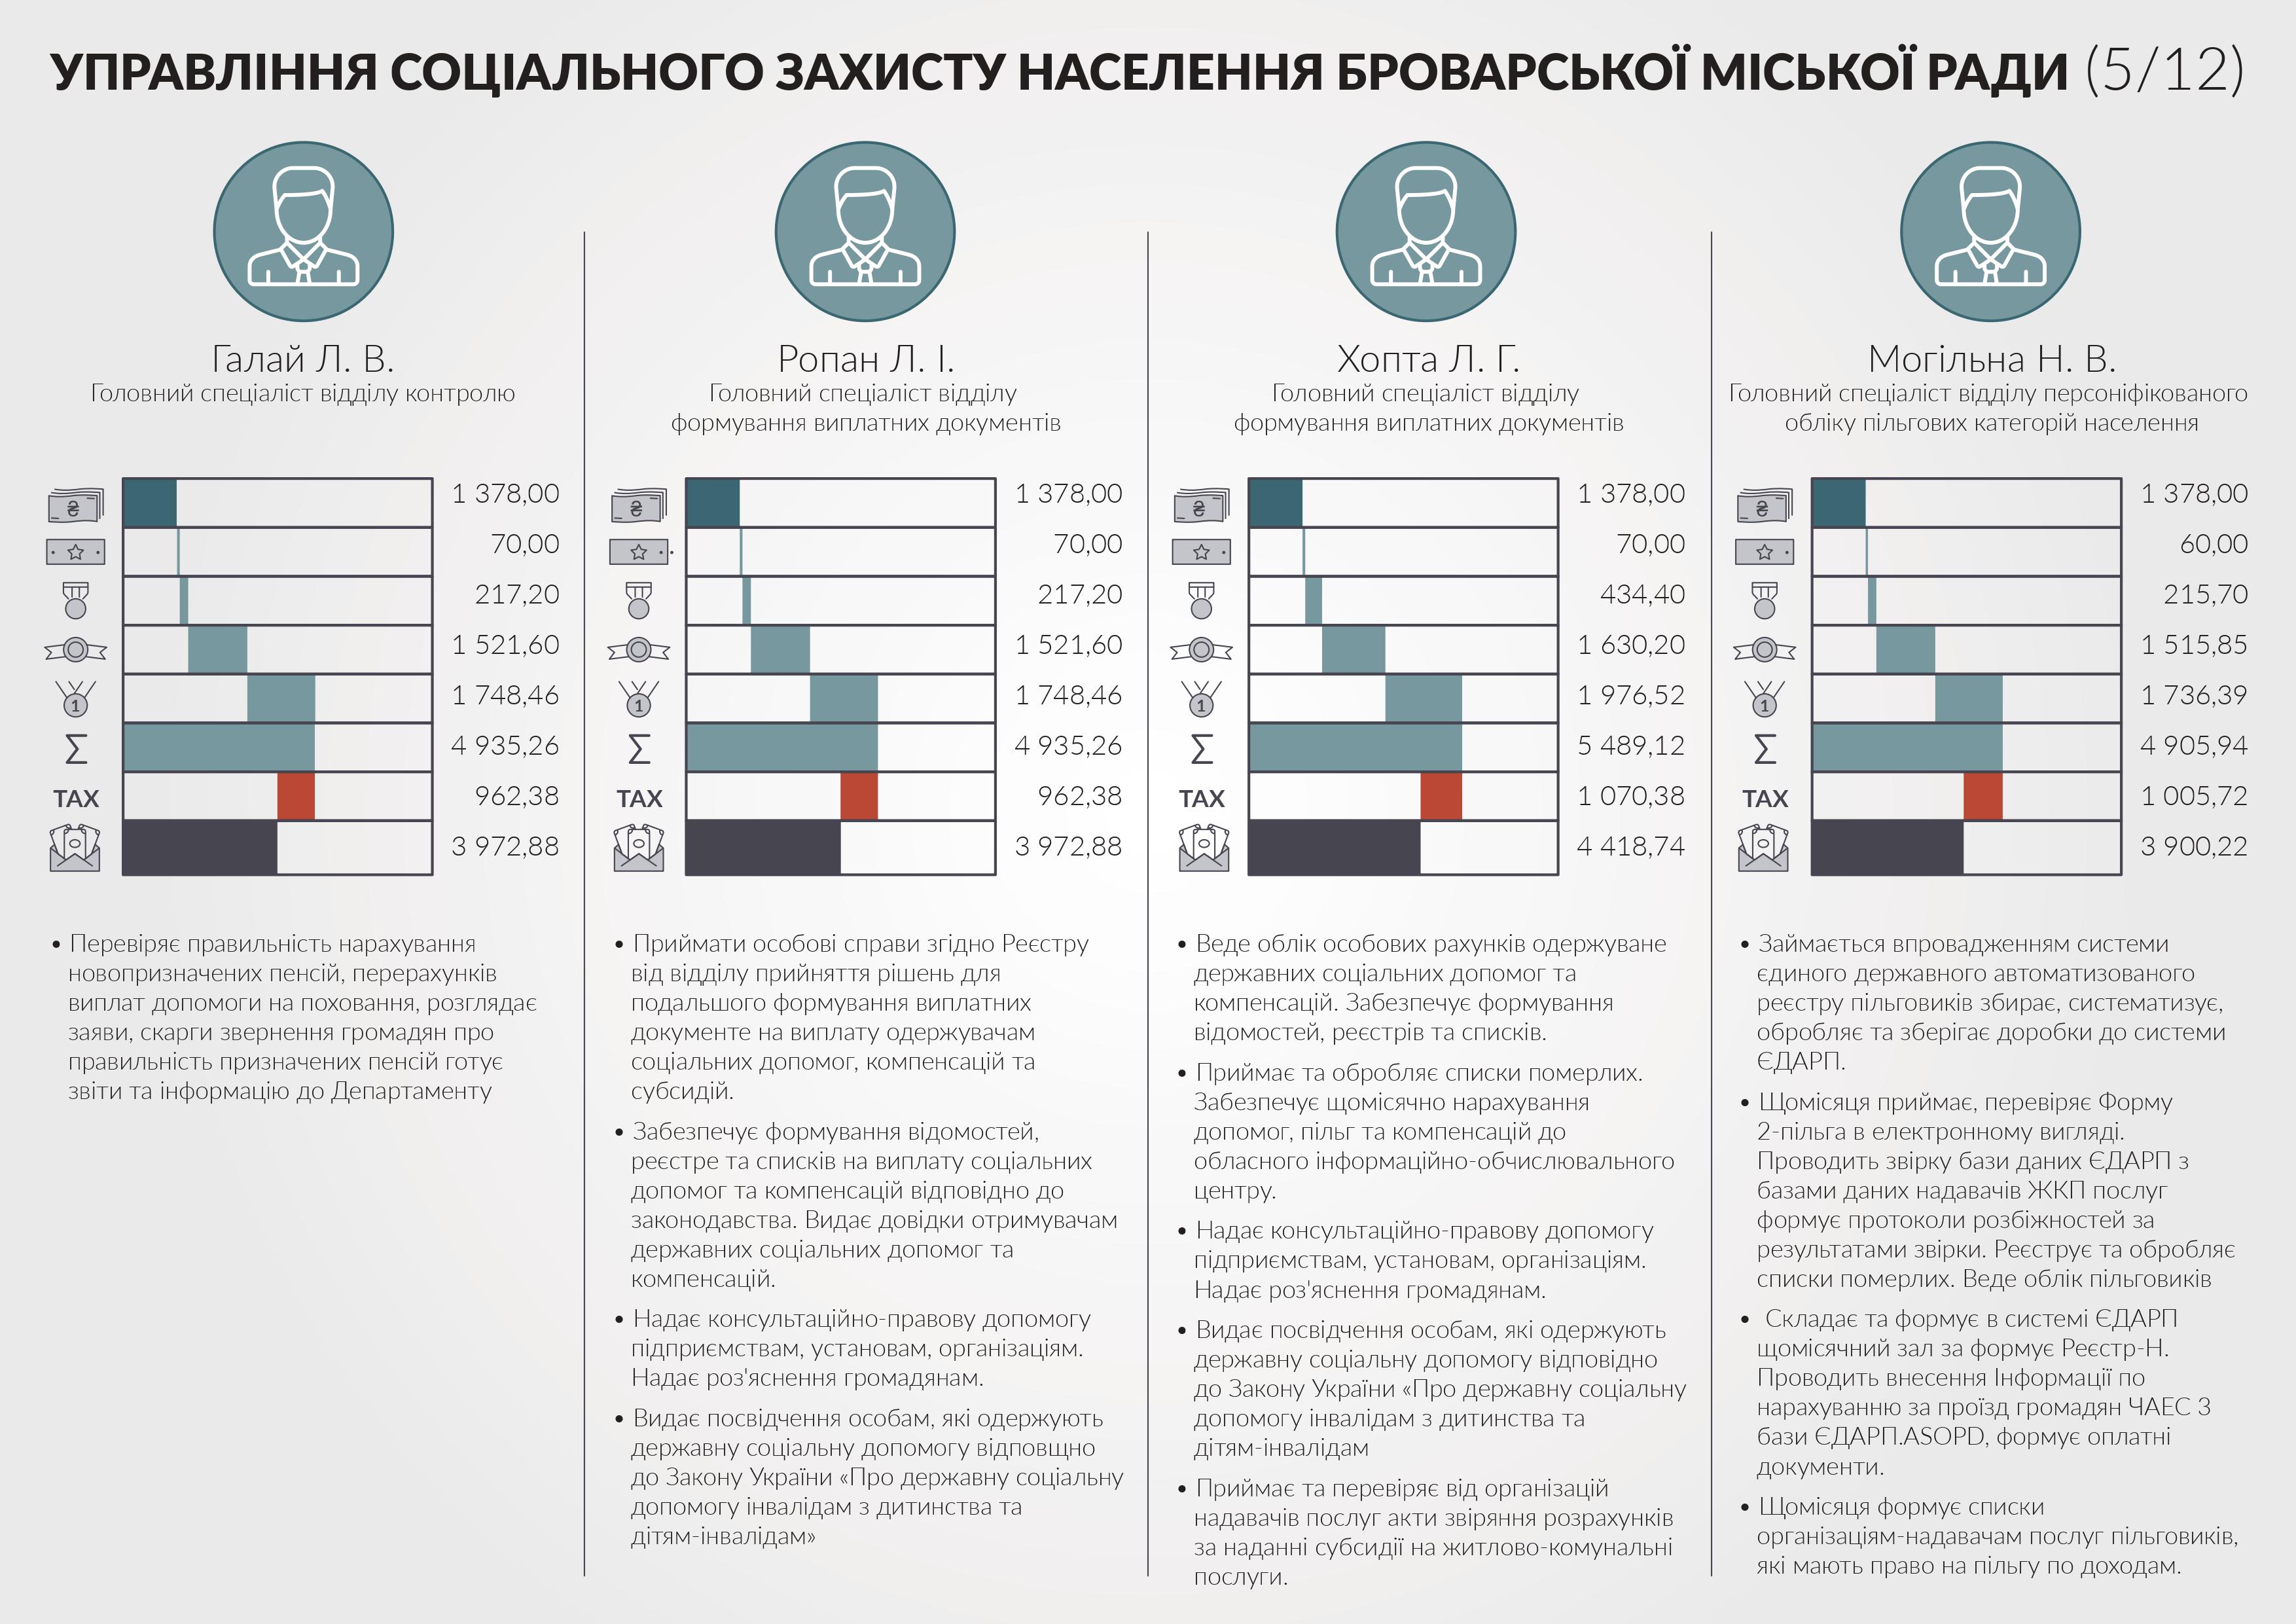 УПРАВЛІННЯ СОЦІАЛЬНОГО ЗАХИСТУ НАСЕЛЕННЯ БРОВАРСЬКОЇ МІСЬКОЇ РАДИ (5/12)
Галай Л. В.
Головний спеціаліст відділу контролю
₴ 1 378,00
70,00
217,20
1 521,60
1 1 748,46
Σ 4 935,26
TAX 962,38
3 972,88
• Перевіряє правильність нарахування
новопризначених пенсій, перерахунків
виплат допомоги на поховання, розглядає
заяви, скарги звернення громадян про
правильність призначених пенсій готує
звіти та інформацію до Департаменту
Ропан Л. І.
Головний спеціаліст відділу
формування виплатних документів
₴ 1 378,00
70,00
217,20
1 521,60
1 1 748,46
Σ 4 935,26
TAX 962,38
3 972,88
• Приймати особові справи згідно Реєстру
від відділу прийняття рішень для
подальшого формування виплатних
документе на виплату одержувачам
соціальних допомог, компенсацій та
субсидій.
• Забезпечує формування відомостей,
реєстре та списків на виплату соціальних
допомог та компенсацій відповідно до
законодавства. Видає довідки отримувачам
державних соціальних допомог та
компенсацій.
• Надає консультаційно-правову допомогу
підприємствам, установам, організаціям.
Надає роз'яснення громадянам.
• Видає посвідчення особам, які одержують
державну соціальну допомогу відповщно
до Закону України «Про державну соціальну
допомогу інвалідам з дитинства та
дітям-інвалідам»
Хопта Л. Г.
Головний спеціаліст відділу
формування виплатних документів
₴ 1 378,00
70,00
434,40
1 630,20
1 1 976,52
Σ 5 489,12
TAX 1 070,38
4 418,74
• Веде облік особових рахунків одержуване
державних соціальних допомог та
компенсацій. Забезпечує формування
відомостей, реєстрів та списків.
• Приймає та обробляє списки померлих.
Забезпечує щомісячно нарахування
допомог, пільг та компенсацій до
обласного інформаційно-обчислювального
центру.
• Надає консультаційно-правову допомогу
підприємствам, установам, організаціям.
Надає роз'яснення громадянам.
• Видає посвідчення особам, які одержують
державну соціальну допомогу відповідно
до Закону України «Про державну соціальну
допомогу інвалідам з дитинства та
дітям-інвалідам
• Приймає та перевіряє від організацій
надавачів послуг акти звіряння розрахунків
за наданні субсидії на житлово-комунальні
послуги.
Могільна Н. В.
Головний спеціаліст відділу персоніфікованого
обліку пільгових категорій населення
₴ 1 378,00
60,00
215,70
1 515,85
1 1 736,39
Σ 4 905,94
TAX 1 005,72
3 900,22
• Займається впровадженням системи
єдиного державного автоматизованого
реєстру пільговиків збирає, систематизує,
обробляє та зберігає доробки до системи
ЄДАРП.
• Щомісяця приймає, перевіряє Форму
2-пільга в електронному вигляді.
Проводить звірку бази даних ЄДАРП з
базами даних надавачів ЖКП послуг
формує протоколи розбіжностей за
результатами звірки. Реєструє та обробляє
списки померлих. Веде облік пільговиків
• Складає та формує в системі ЄДАРП
щомісячний зал за формує Реєстр-Н.
Проводить внесення Інформації по
нарахуванню за проїзд громадян ЧАЕС З
бази ЄДАРП.ASOPD, формує оплатні
документи.
• Щомісяця формує списки
організаціям-надавачам послуг пільговиків,
які мають право на пільгу по доходам.